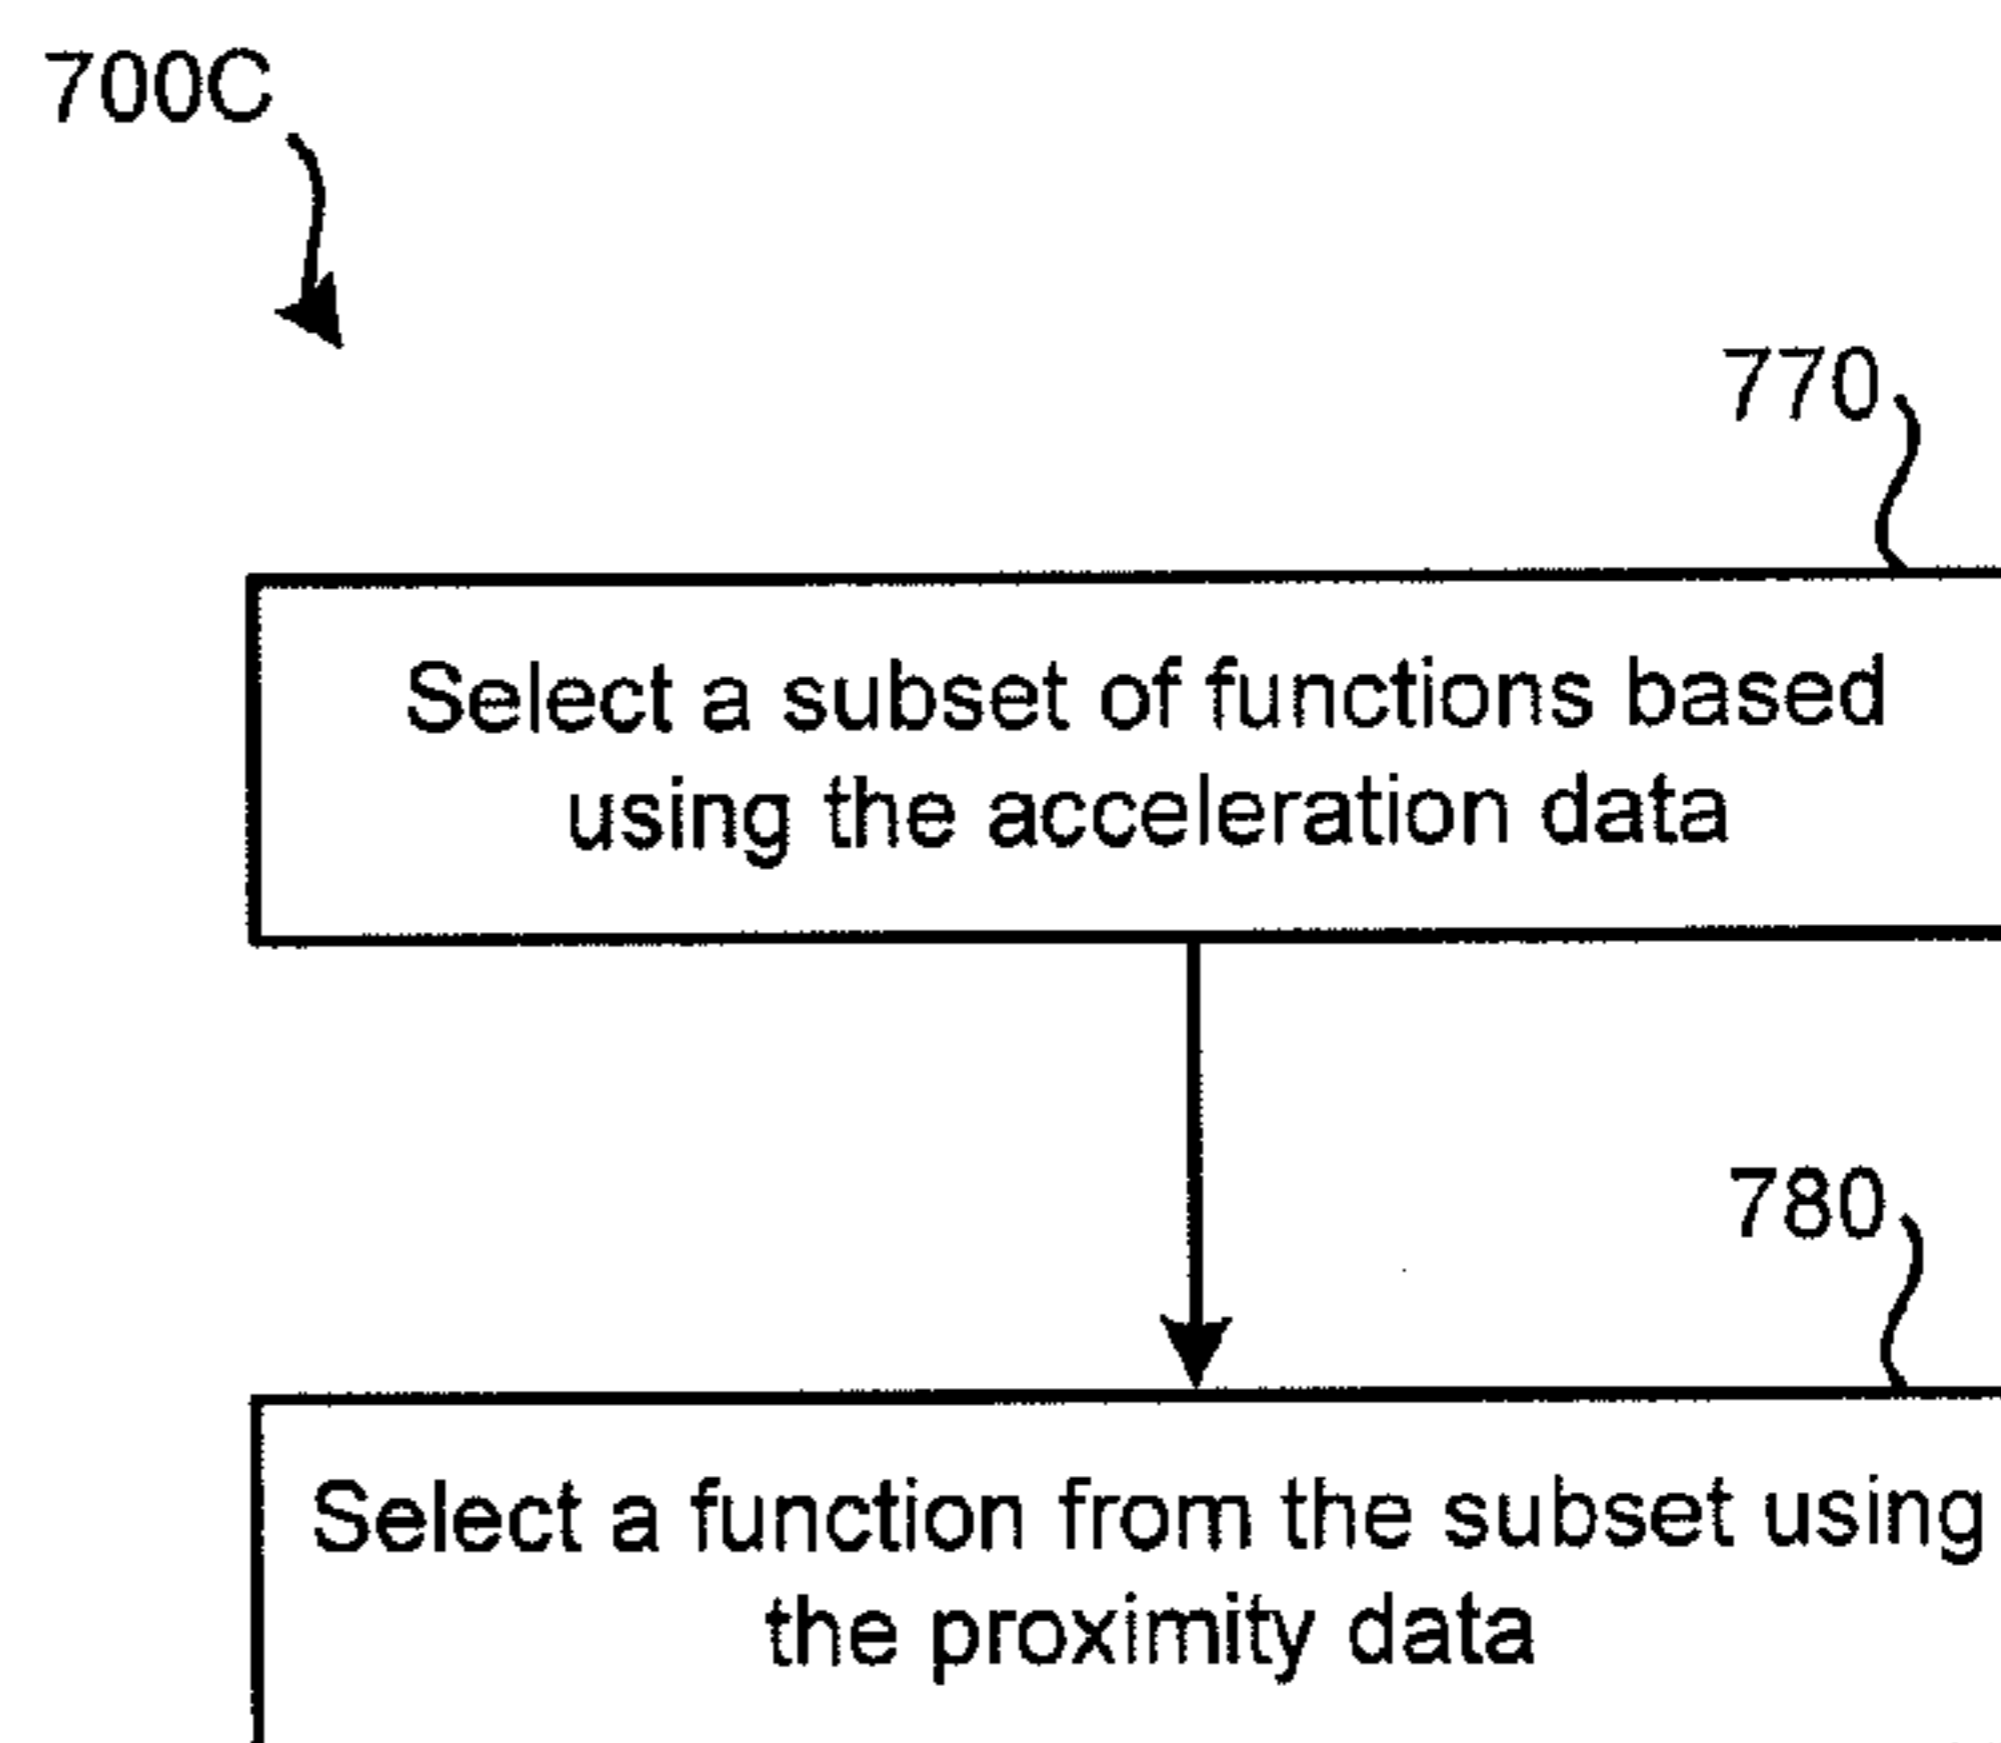 700C
770
Select a subset of functions based
using the acceleration data
780
Select a function from the subset using
the proximity data